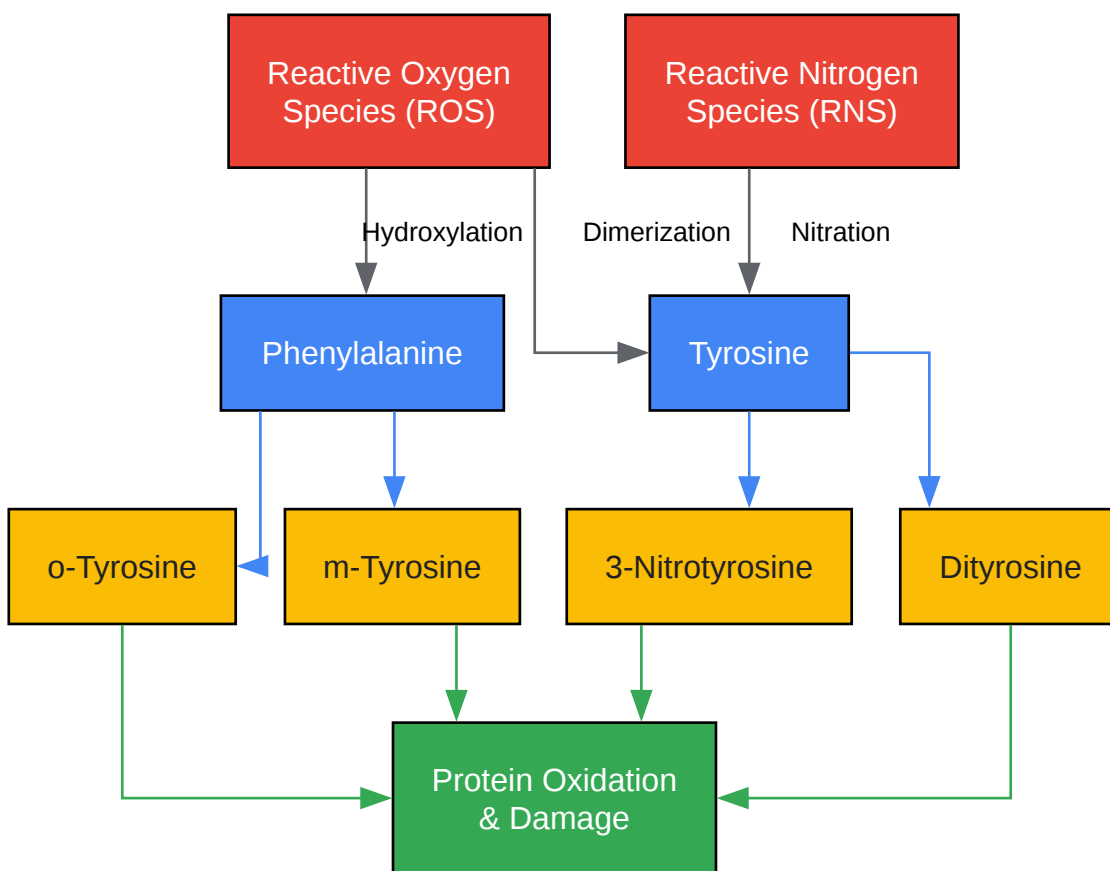 Reactive Oxygen
Species (ROS)
Reactive Nitrogen
Species (RNS)
Hydroxylation
Dimerization
Nitration
Phenylalanine
Tyrosine
o-Tyrosine
m-Tyrosine
3-Nitrotyrosine
Dityrosine
Protein Oxidation
& Damage